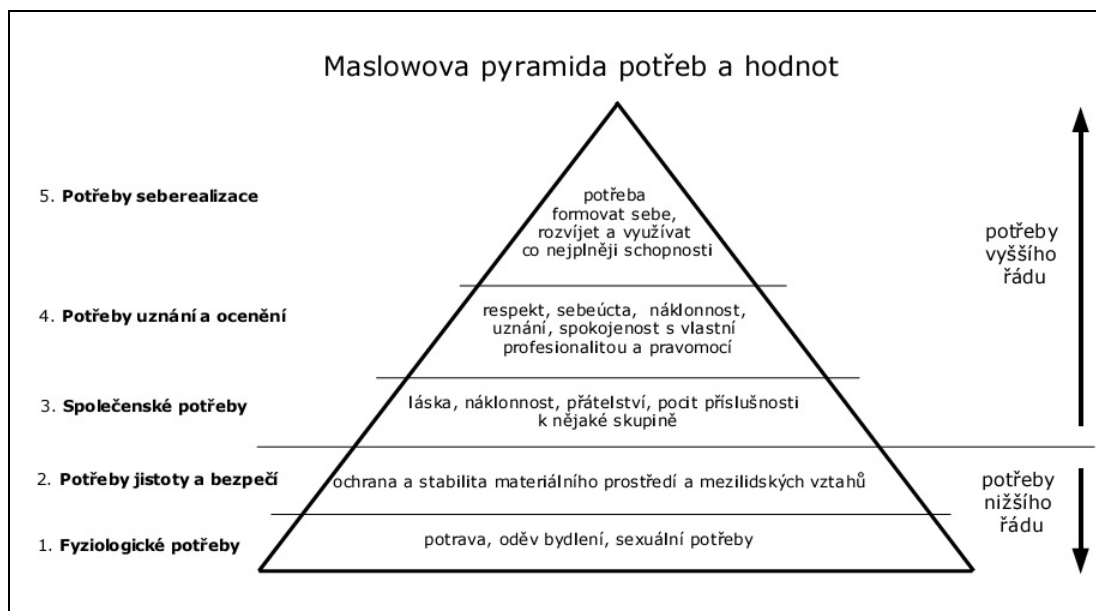 Maslowova pyramida potřeb a hodnot
5. Potřeby seberealizace
potřeba
formovat sebe,
rozvíjet a využívat
co nejplněji schopnosti
potřeby
vyššího
řádu
4. Potřeby uznání a ocenění
respekt, sebeúcta, náklonnost,
uznání, spokojenost s vlastní
profesionalitou a pravomocí
3. Společenské potřeby
láska, náklonnost, přátelství, pocit příslušnosti
k nějaké skupině
2. Potřeby jistoty a bezpečí
ochrana a stabilita materiálního prostředí a mezilidských vztahů
potřeby
nižšího
řádu
1. Fyziologické potřeby
potrava, oděv bydlení, sexuální potřeby